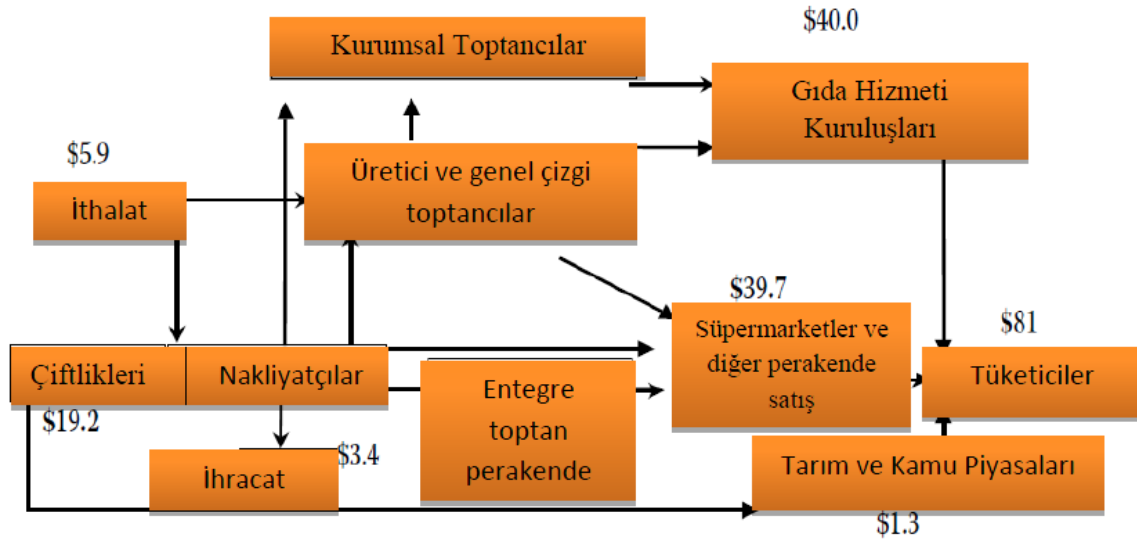 $40.0
Kurumsal Toptancılar
Gıda Hizmeti
Kuruluşları
$5.9
Üretici ve genel çizgi
toptancılar
İthalat
$39.7
Süpermarketler ve
diğer perakende
satış
$81
Tüketiciler
Çiftlikleri
Nakliyatçılar
Entegre
toptan
perakende
$19.2
$3.4
İhracat
Tarım ve Kamu Piyasaları
$1.3